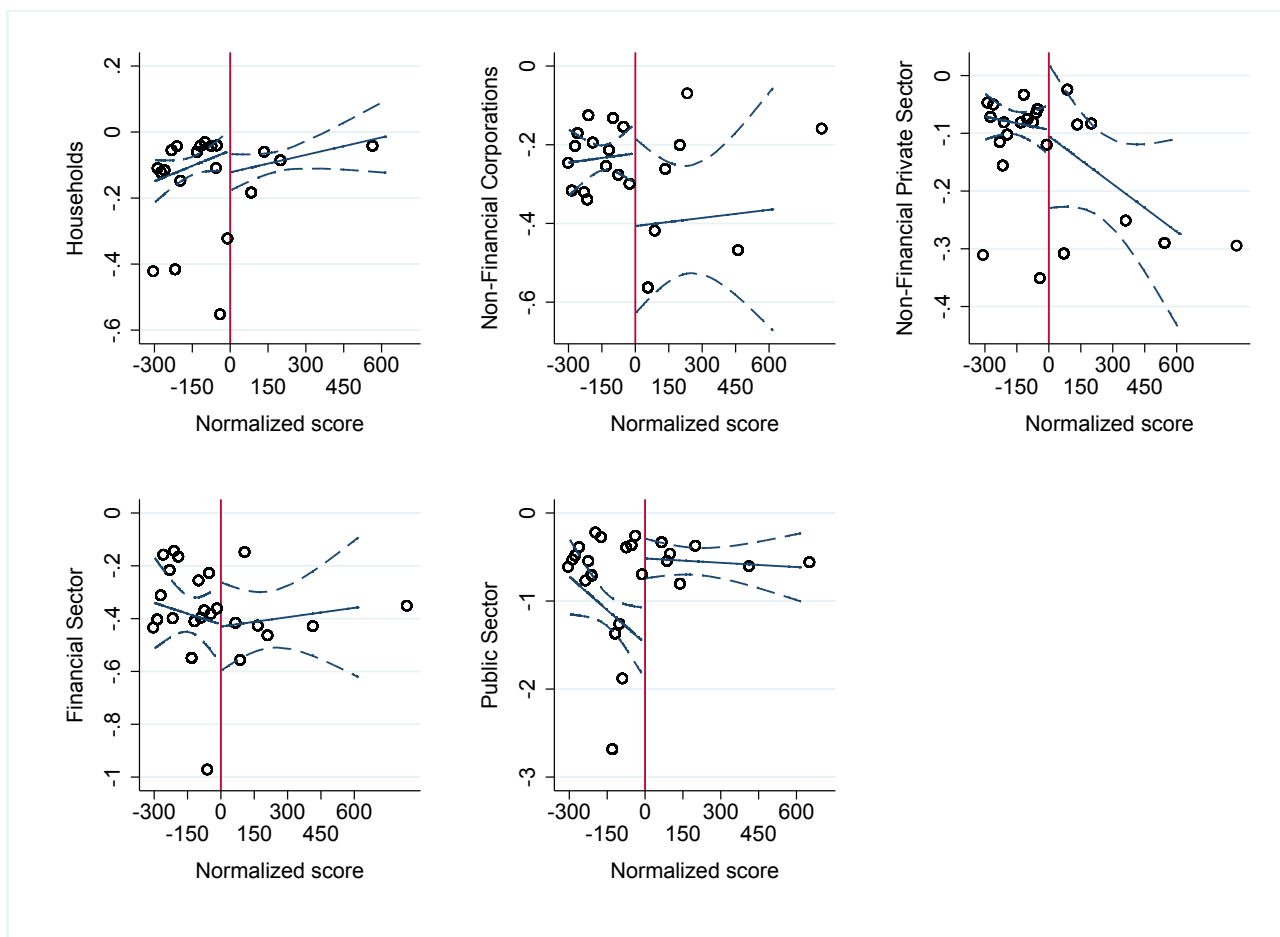 Households
.2
0
-.2
-.4
-.6
-300 0 300 600
-150 150 450
Normalized score
Non-Financial Corporations
0
-.2
-.4
-.6
-300 0 300 600
-150 150 450
Normalized score
Non-Financial Private Sector
0
-.1
-.2
-.3
-.4
-300 0 300 600
-150 150 450
Normalized score
Financial Sector
0
-.2
-.4
-.6
-.8
-1
-300 0 300 600
-150 150 450
Normalized score
Public Sector
0
-1
-2
-3
-300 0 300 600
-150 150 450
Normalized score